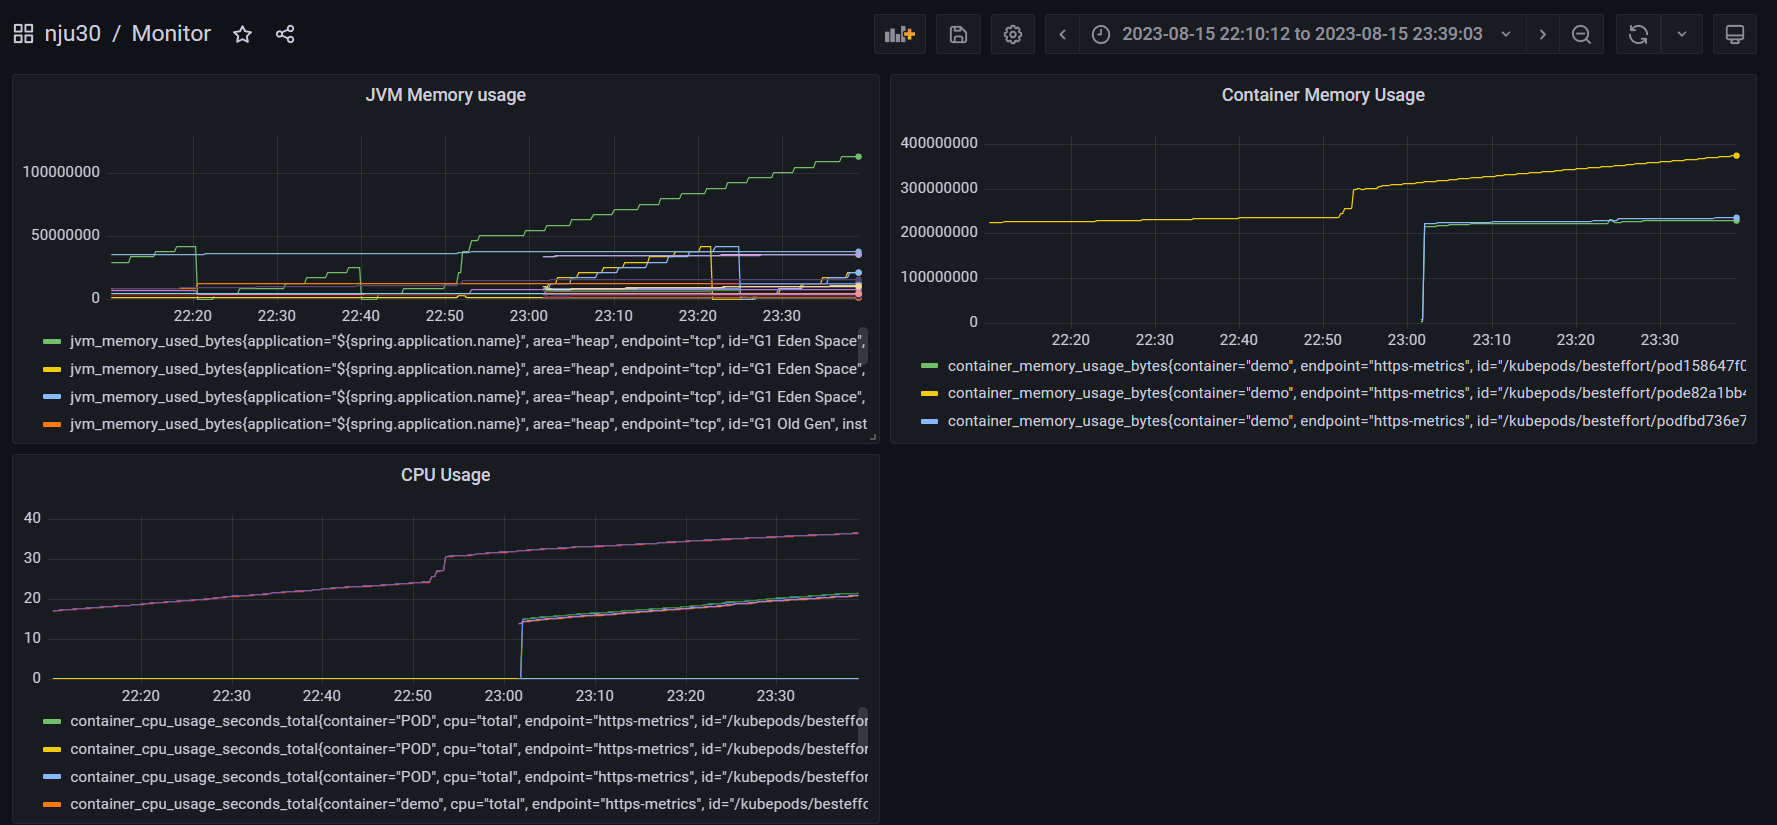 nju30 / Monitor
2023-08-15 22:10:12 to 2023-08-15 23:39:03
JVM Memory usage
100000000
50000000
0
22:20 22:30 22:40 22:50 23:00 23:10 23:20 23:30
jvm_memory_used_bytes{application="${spring.application.name}", area="heap", endpoint="tcp", id="G1 Eden Space",
jvm_memory_used_bytes{application="${spring.application.name}", area="heap", endpoint="tcp", id="G1 Eden Space",
jvm_memory_used_bytes{application="${spring.application.name}", area="heap", endpoint="tcp", id="G1 Eden Space",
jvm_memory_used_bytes{application="${spring.application.name}", area="heap", endpoint="tcp", id="G1 Old Gen", inst
Container Memory Usage
400000000
300000000
200000000
100000000
0
22:20 22:30 22:40 22:50 23:00 23:10 23:20 23:30
container_memory_usage_bytes{container="demo", endpoint="https-metrics", id="/kubepods/besteffort/pod158647f0
container_memory_usage_bytes{container="demo", endpoint="https-metrics", id="/kubepods/besteffort/pode82a1bb4
container_memory_usage_bytes{container="demo", endpoint="https-metrics", id="/kubepods/besteffort/podfbd736e7
CPU Usage
40
30
20
10
0
22:20 22:30 22:40 22:50 23:00 23:10 23:20 23:30
container_cpu_usage_seconds_total{container="POD", cpu="total", endpoint="https-metrics", id="/kubepods/besteffor
container_cpu_usage_seconds_total{container="POD", cpu="total", endpoint="https-metrics", id="/kubepods/besteffor
container_cpu_usage_seconds_total{container="POD", cpu="total", endpoint="https-metrics", id="/kubepods/besteffor
container_cpu_usage_seconds_total{container="demo", cpu="total", endpoint="https-metrics", id="/kubepods/besteffo